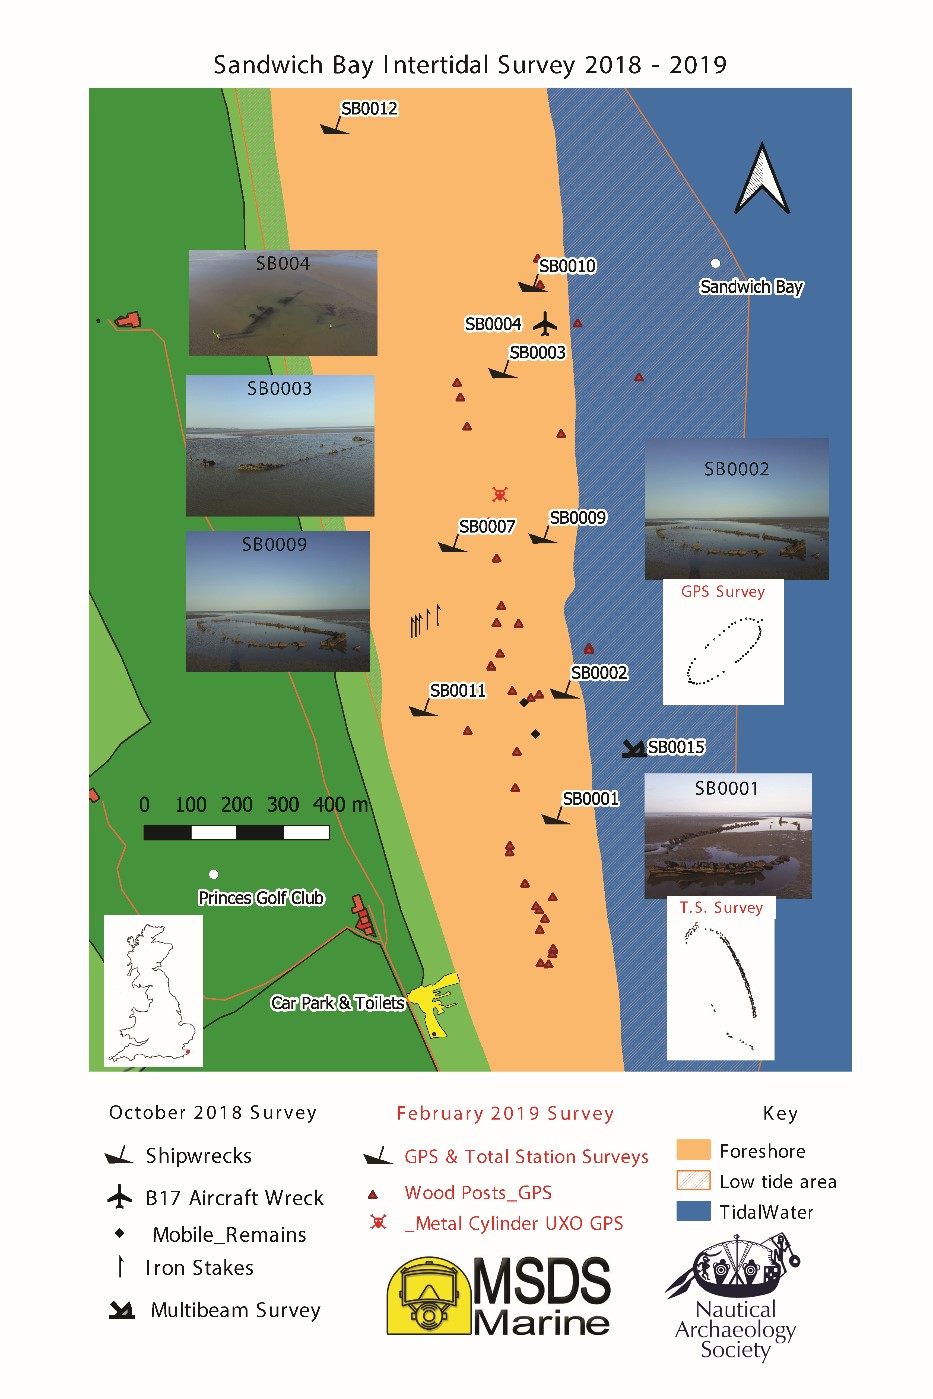 Sandwich Bay Intertidal Survey 2018 - 2019
SB0012
SB004
SB0010
Sandwich Bay
SB0004
SB0003
SB0003
SB0002
SB0007
SB0009
SB0009
GPS Survey
SB0002
SB0011
SB0015
SB0001
SB0001
0 100 200 300 400 m
Princes Golf Club
T.S. Survey
Car Park & Toilets
October 2018 Survey
Shipwrecks
B17 Aircraft Wreck
Mobile_Remains
Iron Stakes
Multibeam Survey
February 2019 Survey
GPS & Total Station Surveys
Wood Posts_GPS
_Metal Cylinder UXO GPS
MSDS
Marine
Key
Foreshore
Low tide area
TidalWater
Nautical
Archaeology
Society